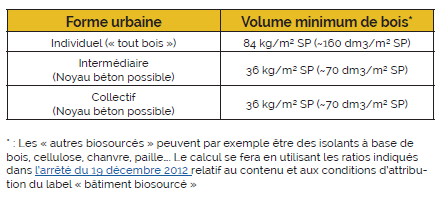 Forme urbaine Volume minimum de bois*
Individuel (« tout bois ») 84 kg/m² SP (~160 dm3/m² SP)
Intermédiaire
(Noyau béton possible) 36 kg/m² SP (~70 dm3/m² SP)
Collectif
(Noyau béton possible) 36 kg/m² SP (~70 dm3/m² SP)
* : Les « autres biosourcés » peuvent par exemple être des isolants à base de
bois, cellulose, chanvre, paille…. Le calcul se fera en utilisant les ratios indiqués
dans l'arrêté du 19 décembre 2012 relatif au contenu et aux conditions d'attribu-
tion du label « bâtiment biosourcé »